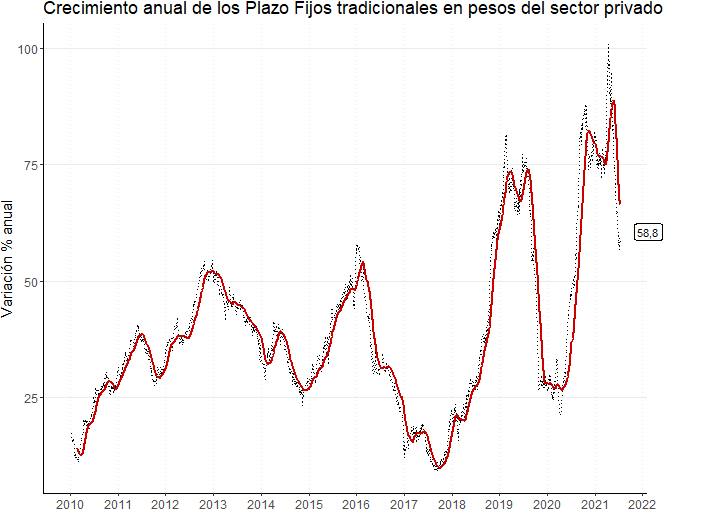 Crecimiento anual de los Plazo Fijos tradicionales en pesos del sector privado
Variación % anual
100
75
50
25
58,8
2010 2011 2012 2013 2014 2015 2016 2017 2018 2019 2020 2021 2022